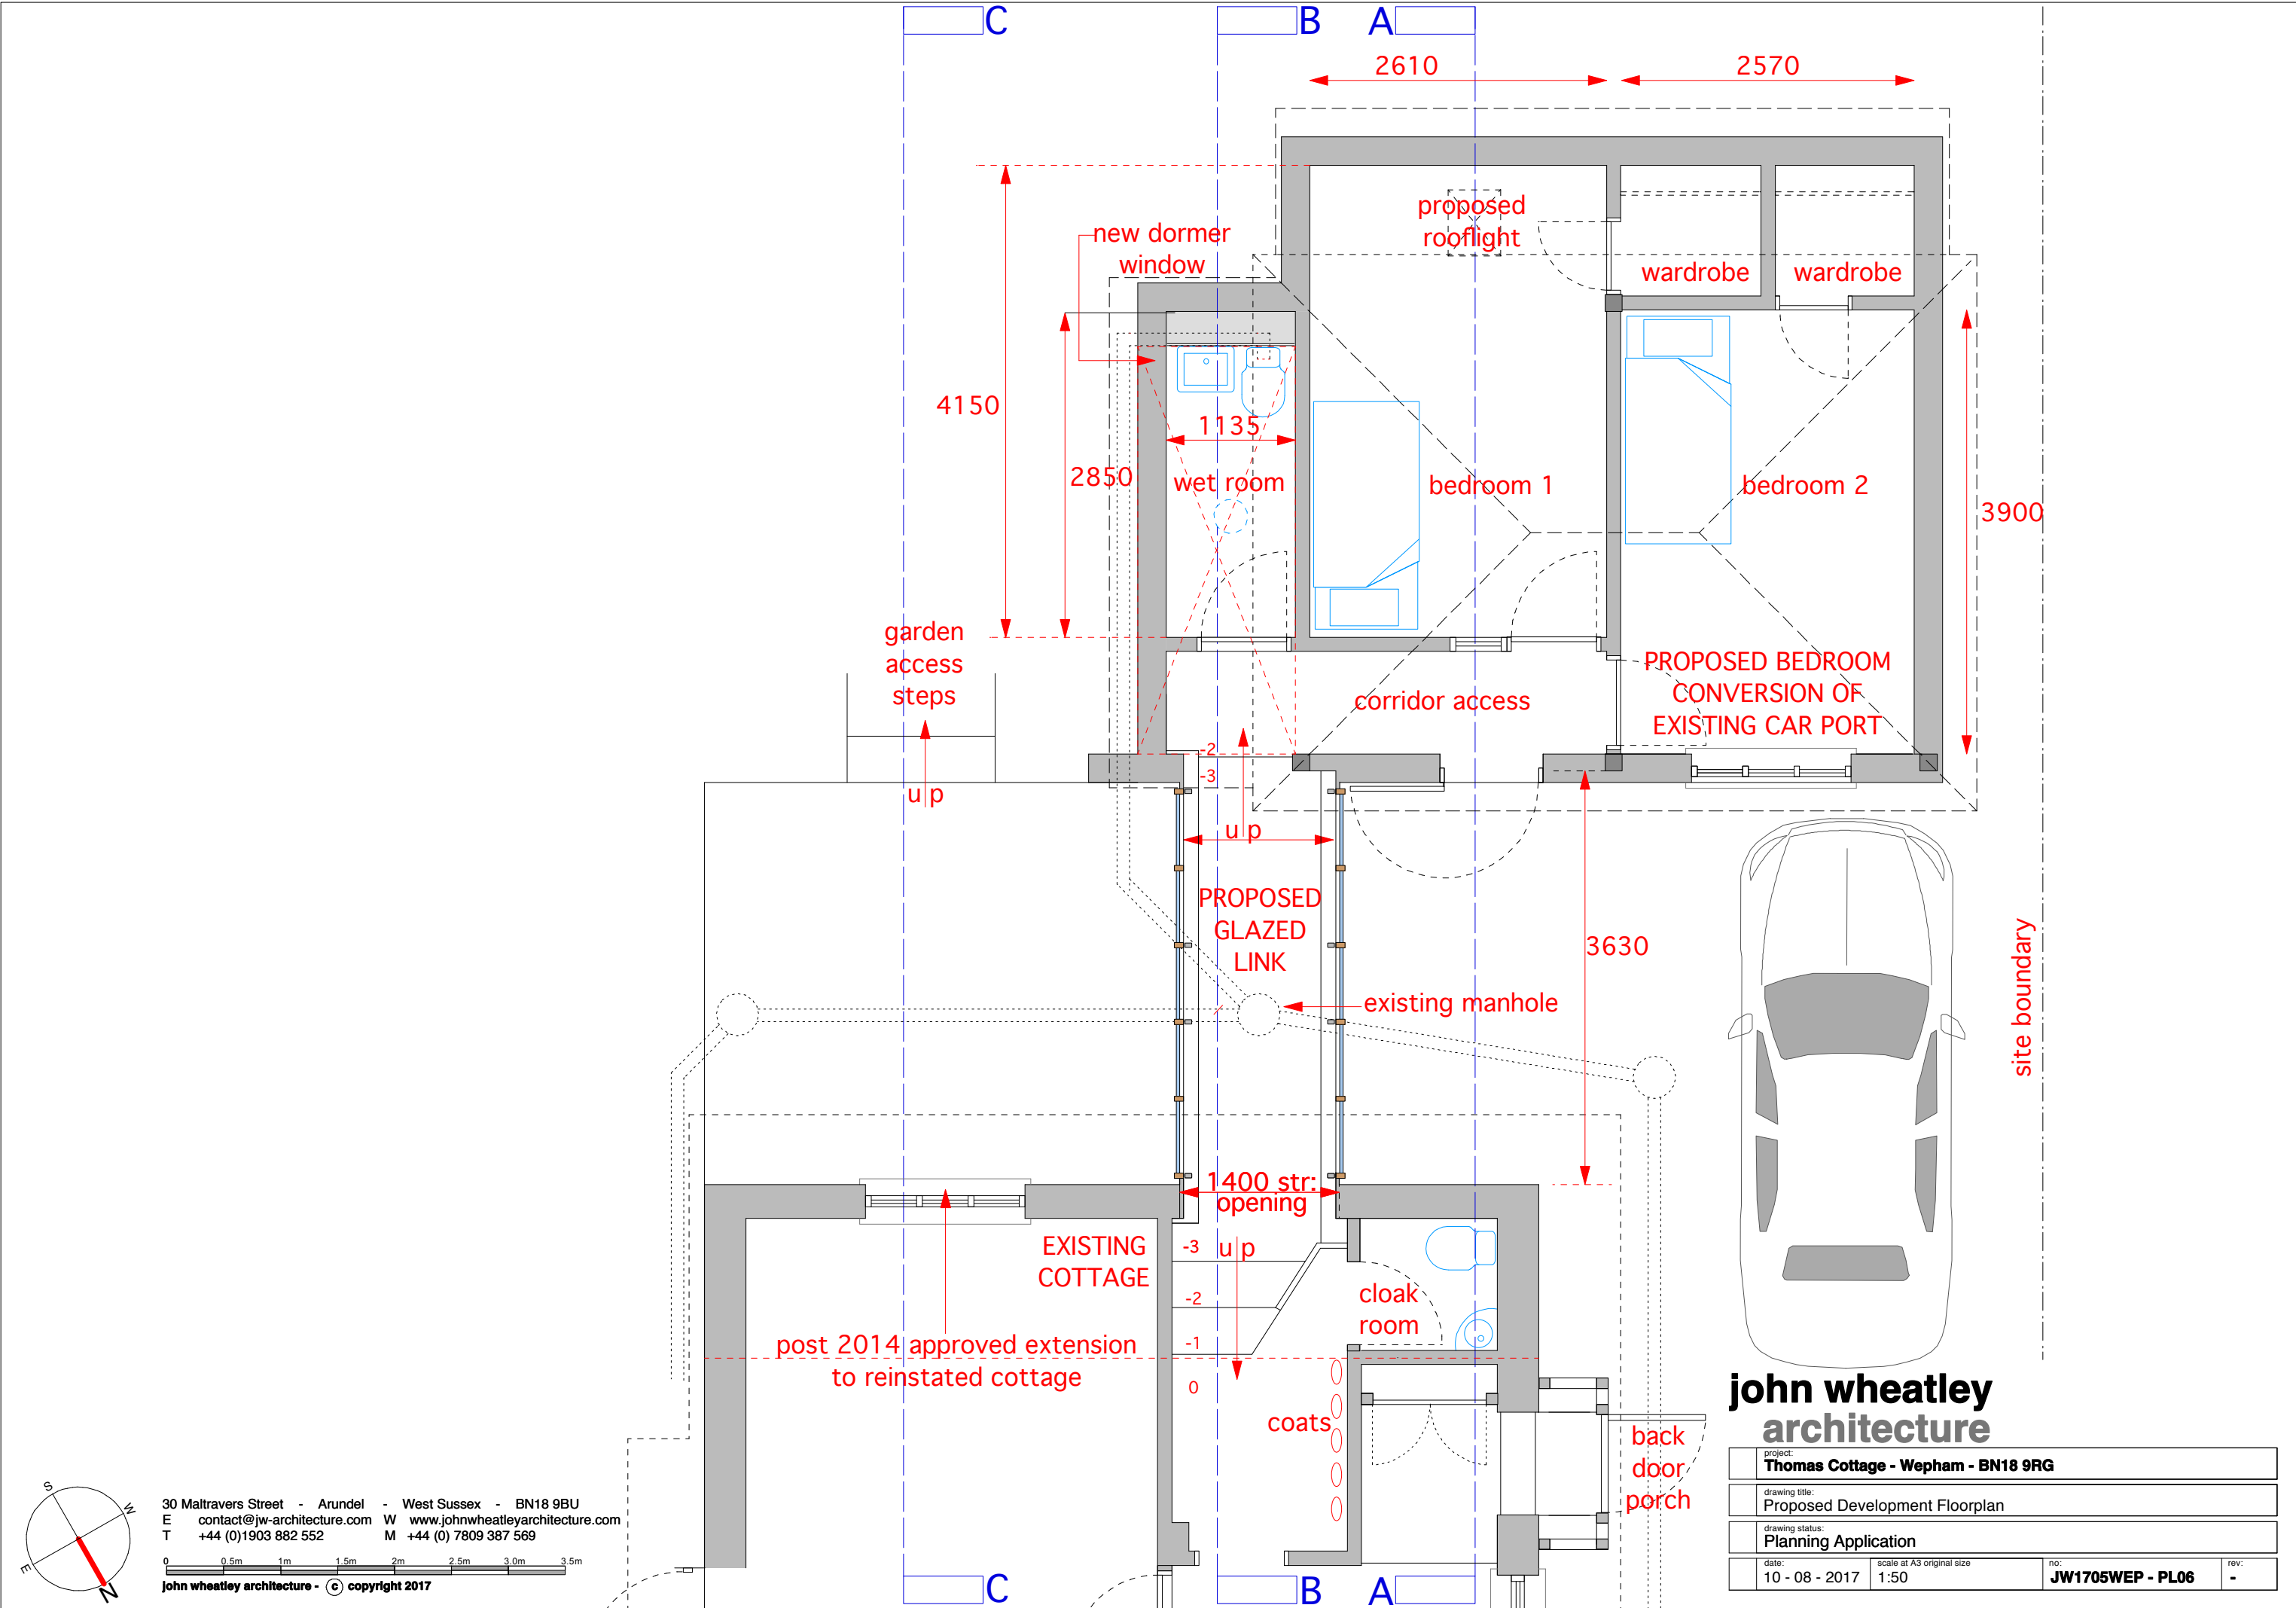 C
B
A
2610
2570
proposed
rooflight
new dormer
window
wardrobe
wardrobe
4150
1135
2850
wet room
bedroom 1
bedroom 2
3900
garden
access
steps
up
PROPOSED BEDROOM
CONVERSION OF
EXISTING CAR PORT
corridor access
-2
-3
up
PROPOSED
GLAZED
LINK
3630
existing manhole
site boundary
1400 str:
opening
EXISTING
COTTAGE
-3
up
-2
-1
0
cloak
room
post 2014 approved extension
to reinstated cottage
coats
back
door
porch
C
B
A
S
W
E
N
30 Maltravers Street - Arundel - West Sussex - BN18 9BU
E contact@jw-architecture.com W www.johnwheatleyarchitecture.com
T +44 (0)1903 882 552 M +44 (0) 7809 387 569
0 0.5m 1m 1.5m 2m 2.5m 3.0m 3.5m
john wheatley architecture - c copyright 2017
john wheatley
architecture
project:
Thomas Cottage - Wepham - BN18 9RG
drawing title:
Proposed Development Floorplan
drawing status:
Planning Application
date:
10 - 08 - 2017
scale at A3 original size
1:50
no:
JW1705WEP - PL06
rev:
-